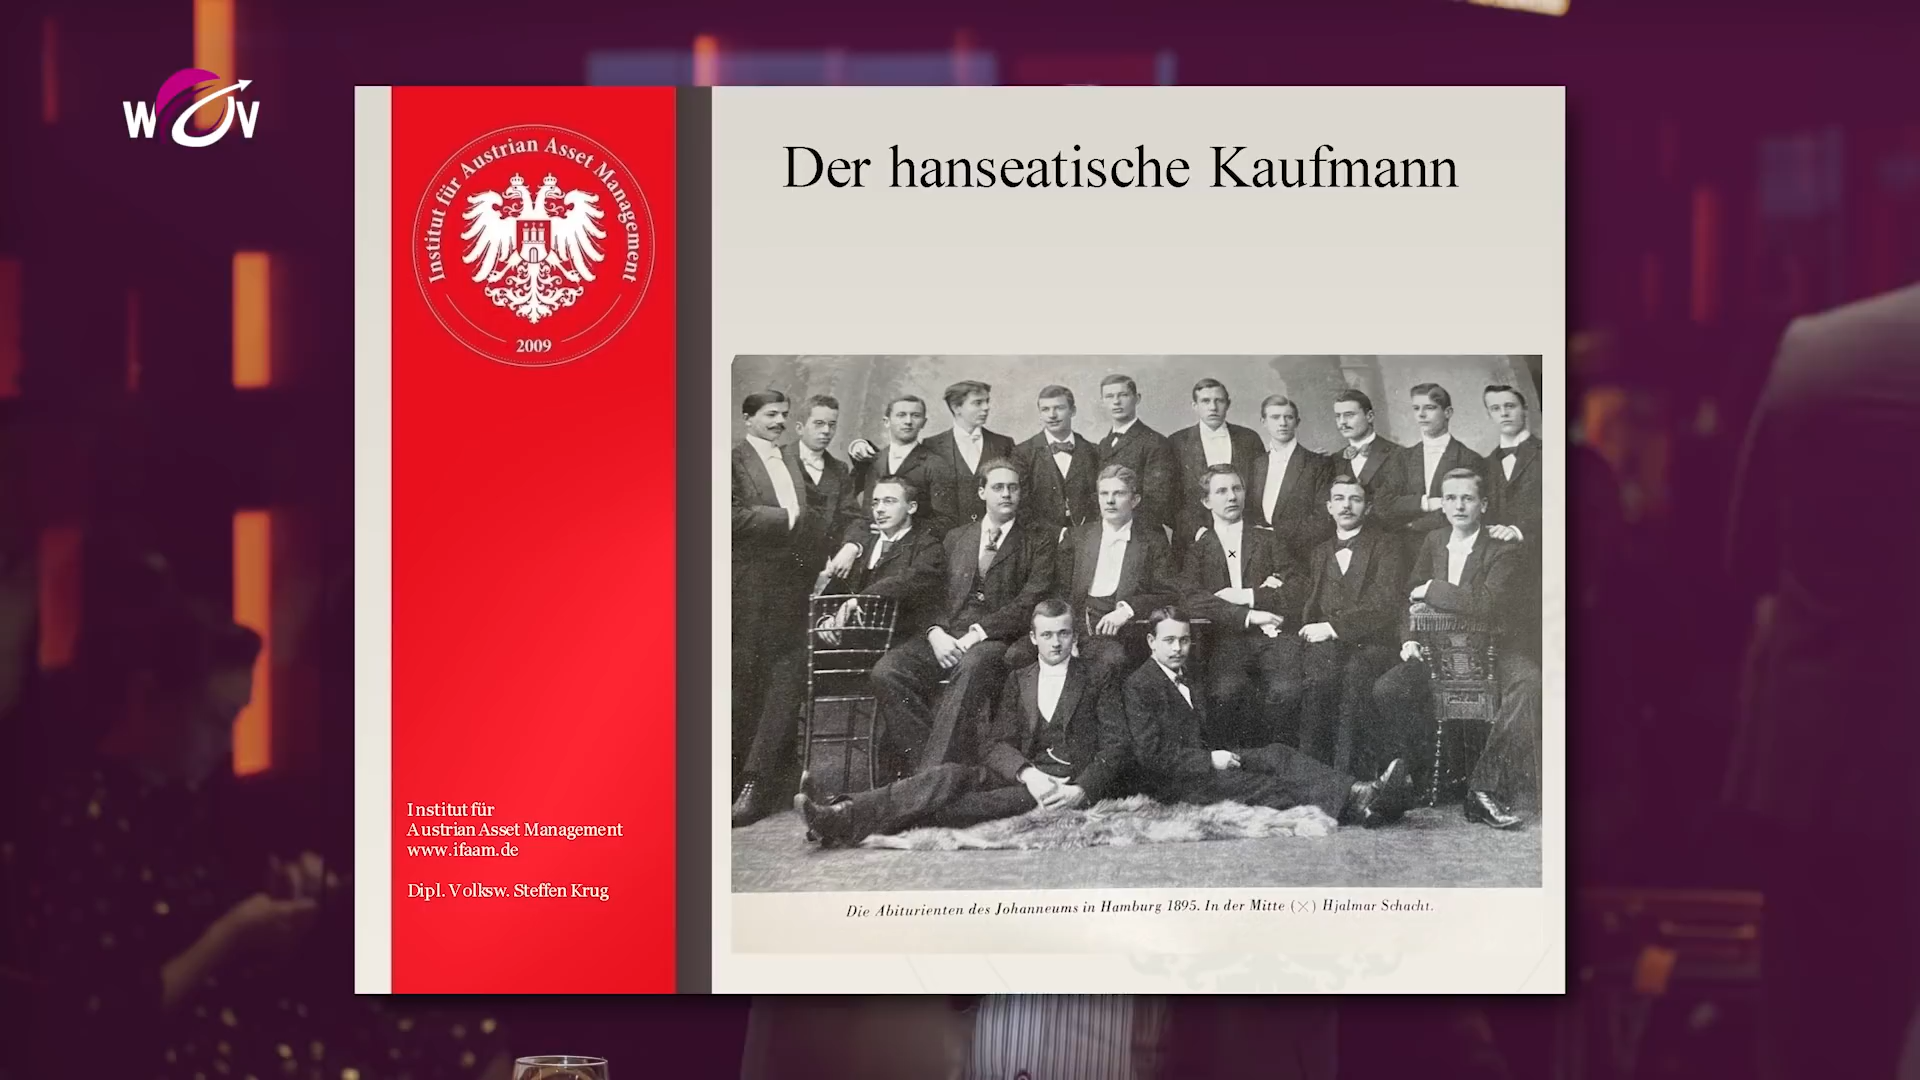 WOV
Der hanseatische Kaufmann
Institut für Austrian Asset Management
2009
Institut für
Austrian Asset Management
www.ifaam.de
Dipl. Volksw. Steffen Krug
Die Abiturienten des Johanneums in Hamburg 1895. In der Mitte (×) Hjalmar Schacht.